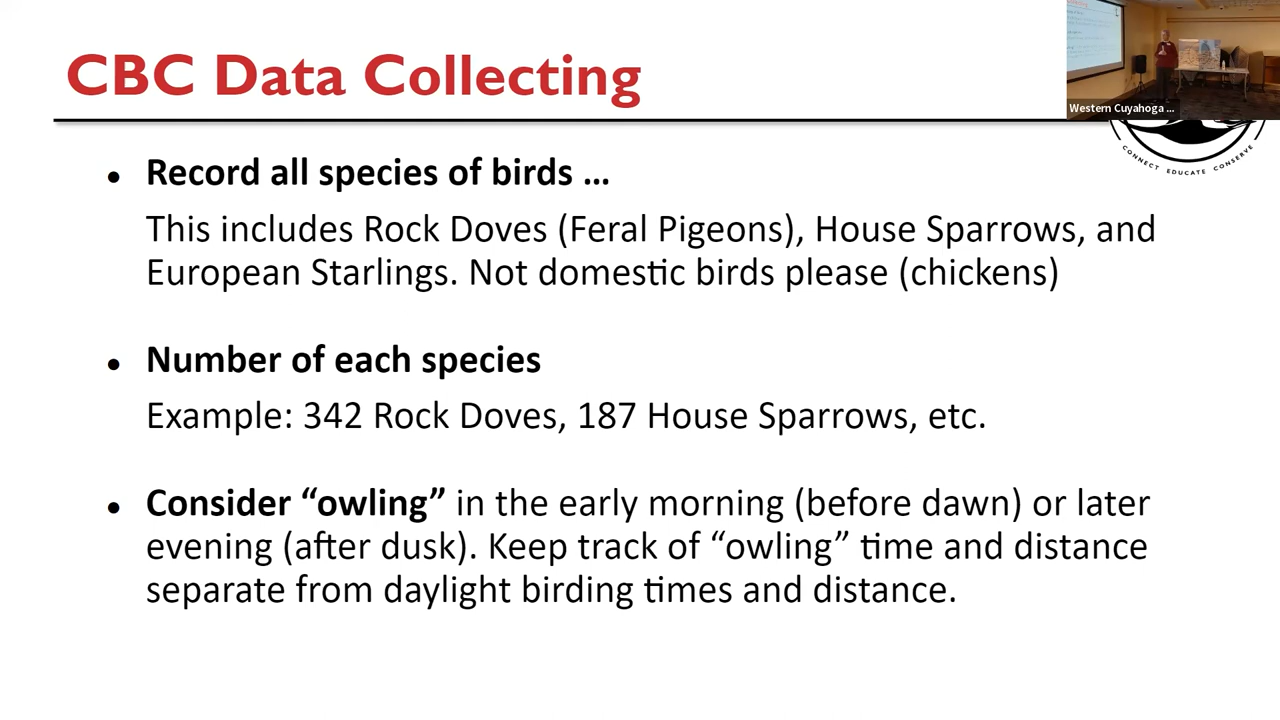 CBC Data Collecting
Western Cuyahoga ...
CONNECT EDUCATE CONSERVE
• Record all species of birds ...
This includes Rock Doves (Feral Pigeons), House Sparrows, and
European Starlings. Not domestic birds please (chickens)
• Number of each species
Example: 342 Rock Doves, 187 House Sparrows, etc.
• Consider “owling” in the early morning (before dawn) or later
evening (after dusk). Keep track of “owling” time and distance
separate from daylight birding times and distance.